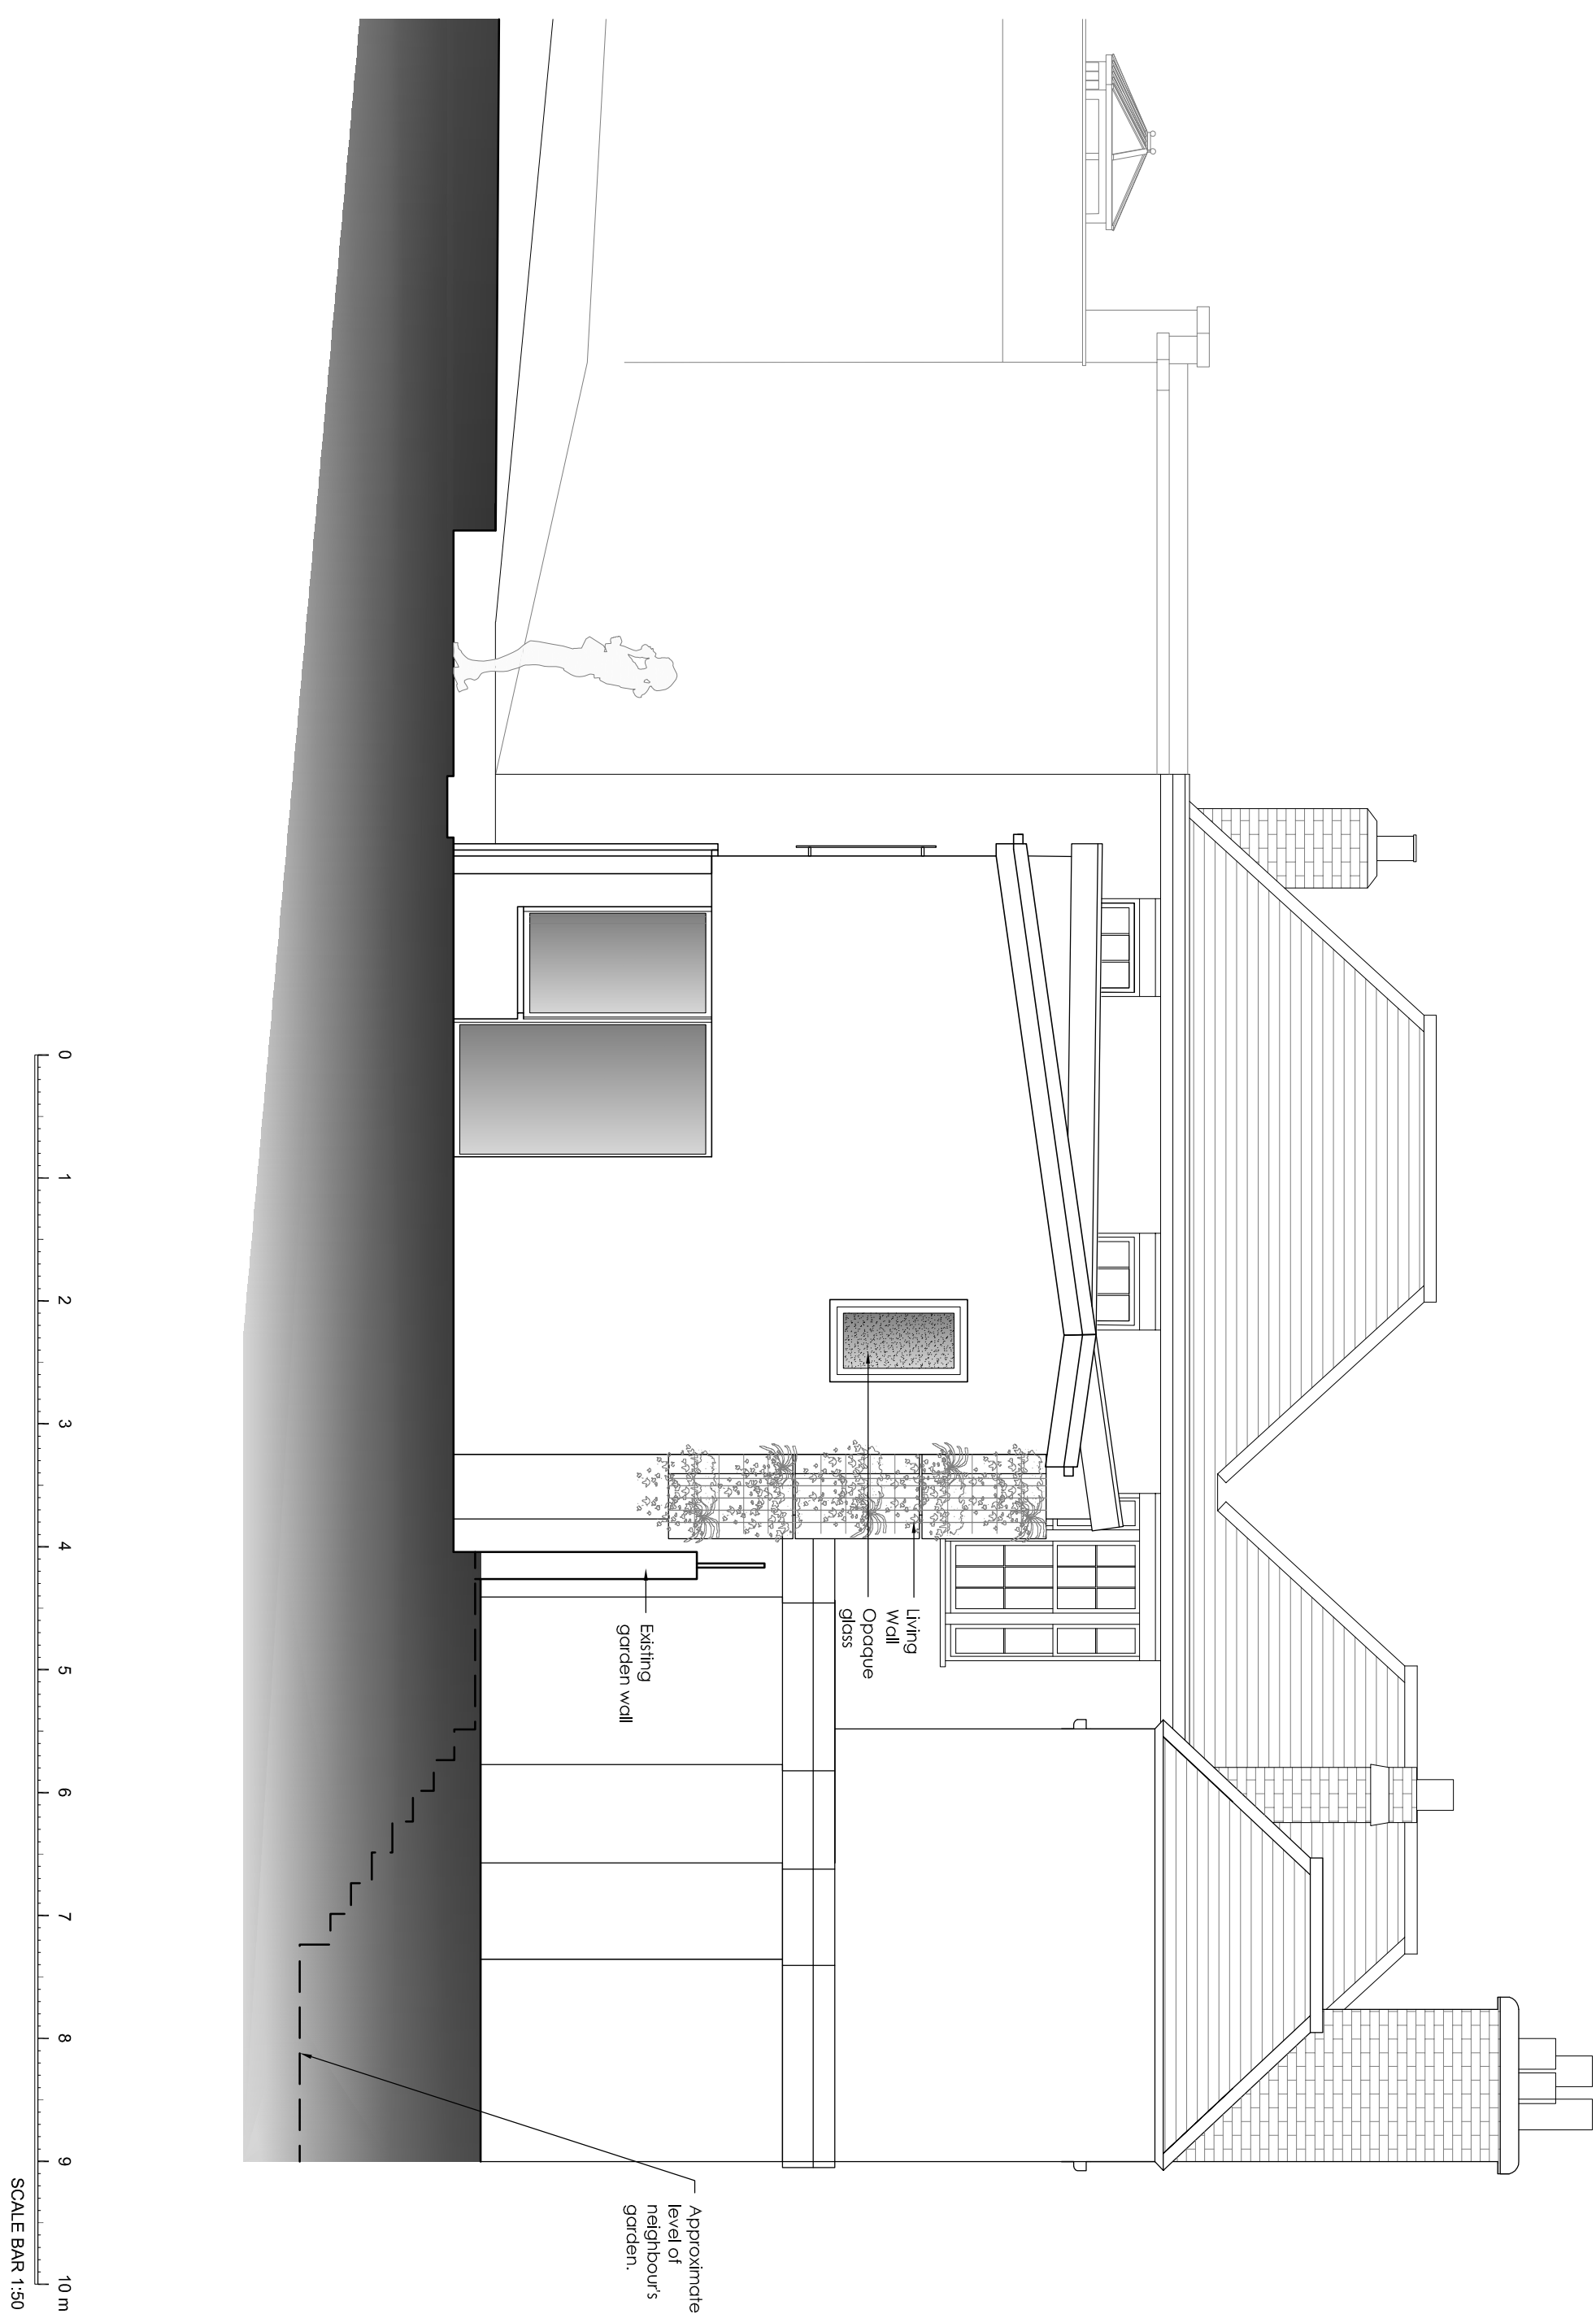 Living
Wall
Opaque
glass
Existing
garden wall
Approximate
level of
neighbour's
garden.
0 1 2 3 4 5 6 7 8 9 10 m
SCALE BAR 1:50